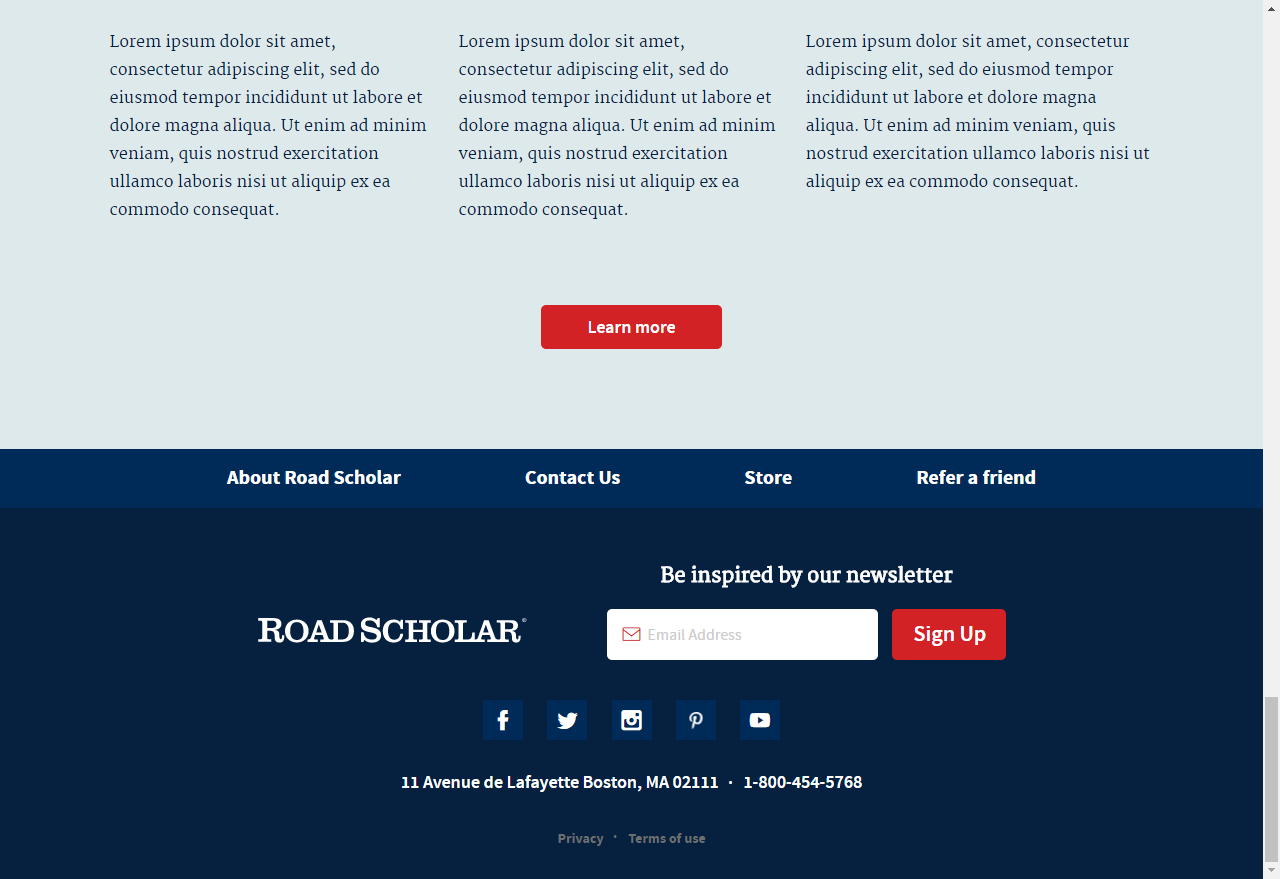 Lorem ipsum dolor sit amet,
consectetur adipiscing elit, sed do
eiusmod tempor incididunt ut labore et
dolore magna aliqua. Ut enim ad minim
veniam, quis nostrud exercitation
ullamco laboris nisi ut aliquip ex ea
commodo consequat.
Lorem ipsum dolor sit amet,
consectetur adipiscing elit, sed do
eiusmod tempor incididunt ut labore et
dolore magna aliqua. Ut enim ad minim
veniam, quis nostrud exercitation
ullamco laboris nisi ut aliquip ex ea
commodo consequat.
Lorem ipsum dolor sit amet, consectetur
adipiscing elit, sed do eiusmod tempor
incididunt ut labore et dolore magna
aliqua. Ut enim ad minim veniam, quis
nostrud exercitation ullamco laboris nisi ut
aliquip ex ea commodo consequat.
Learn more
About Road Scholar Contact Us Store Refer a friend
Be inspired by our newsletter
ROAD SCHOLAR®
Email Address Sign Up
11 Avenue de Lafayette Boston, MA 02111 · 1-800-454-5768
Privacy · Terms of use